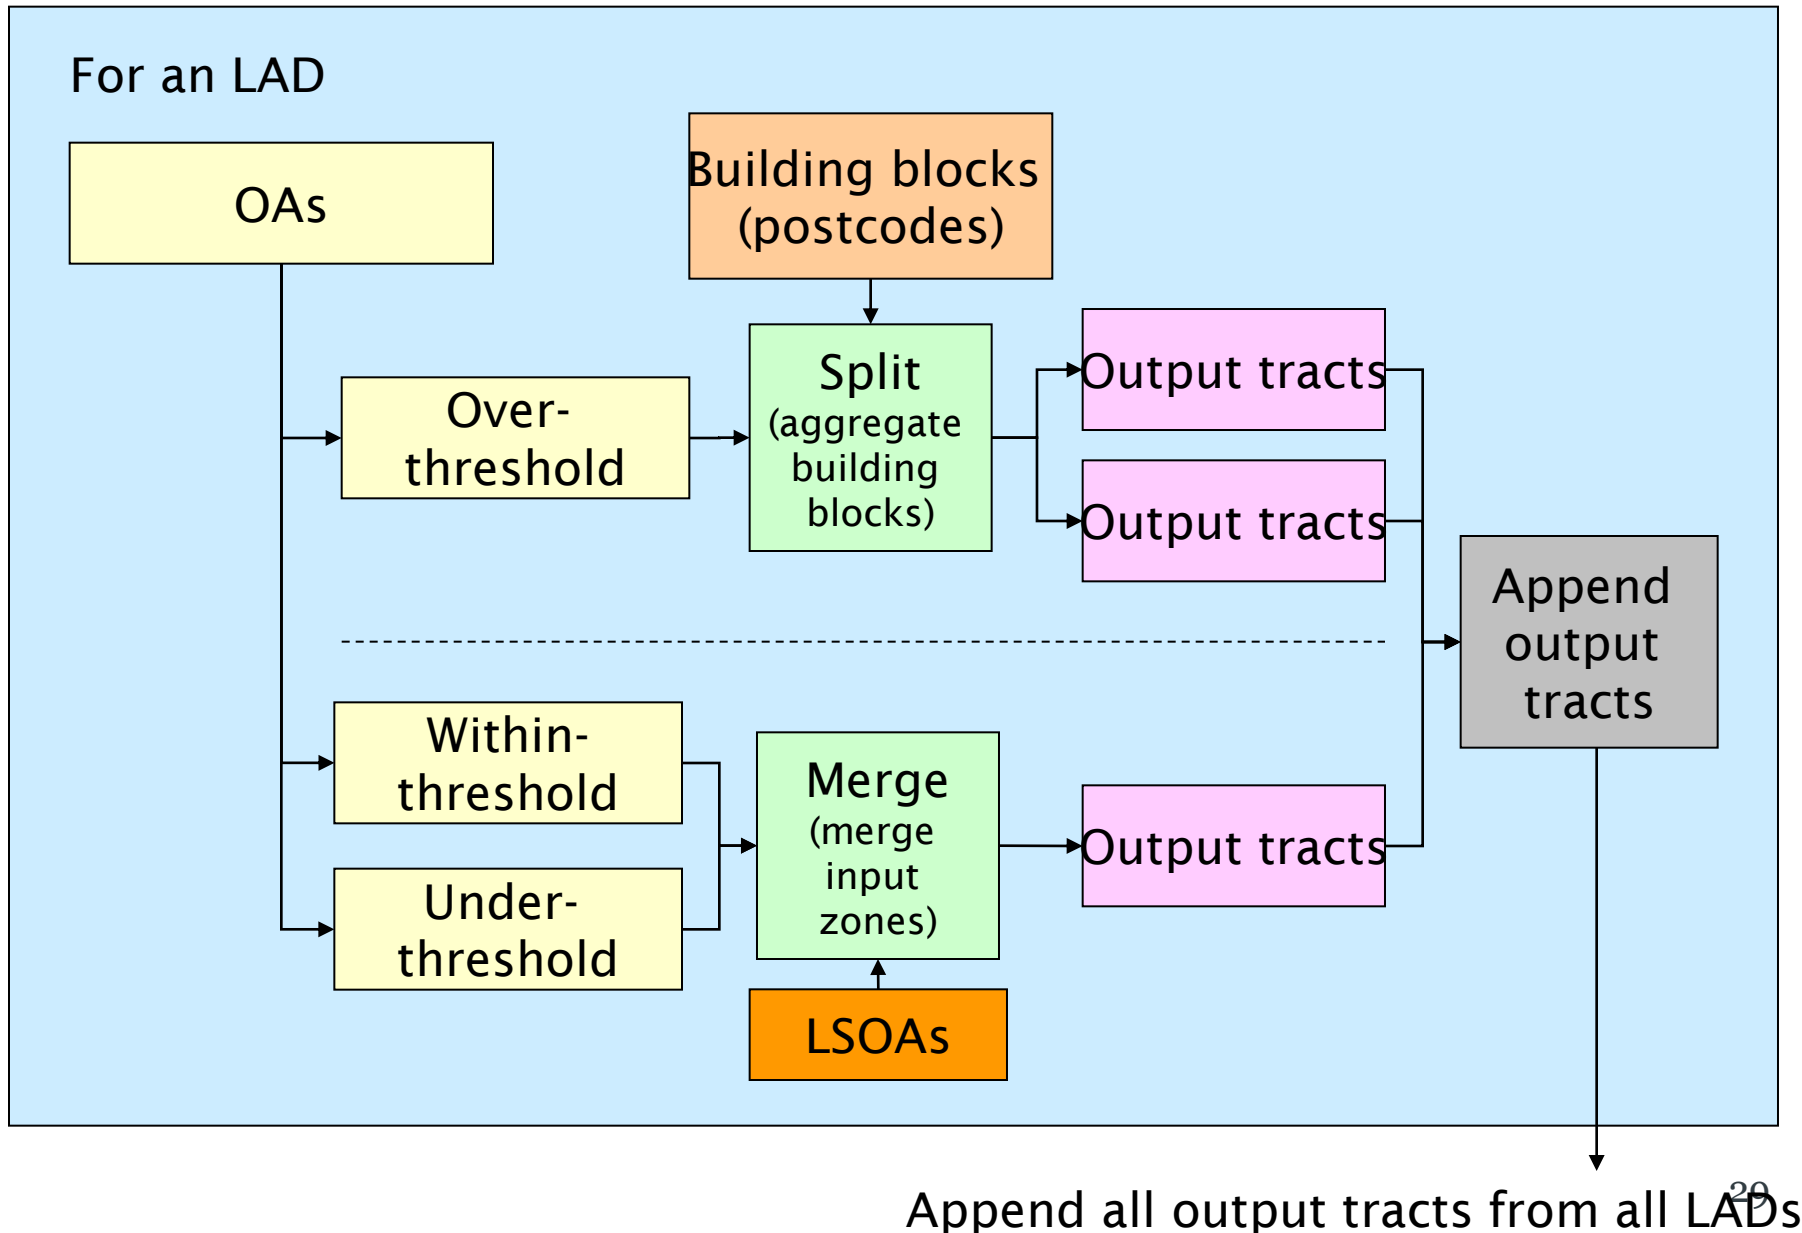 For an LAD
OAs
Building blocks
(postcodes)
Over-
threshold
Split
(aggregate
building
blocks)
Output tracts
Output tracts
Append
output
tracts
Within-
threshold
Under-
threshold
Merge
(merge
input
zones)
Output tracts
LSOAs
29
Append all output tracts from all LADs